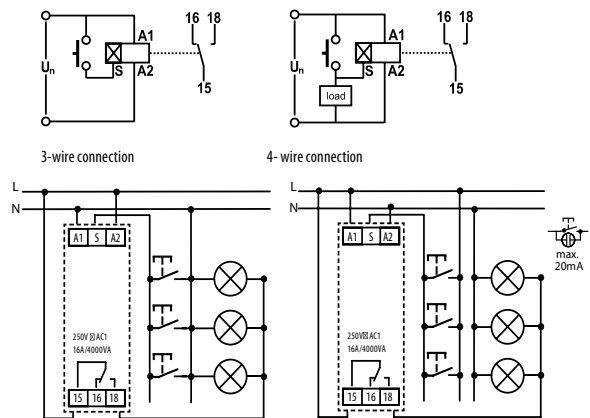 16 18
A1
Un
S A2
15
16 18
A1
Un
S A2
load
15
3-wire connection
4- wire connection
L
N
A1 S A2
250V AC1
16A/4000VA
15 16 18
L
N
A1 S A2
250V AC1
16A/4000VA
15 16 18
max.
20mA